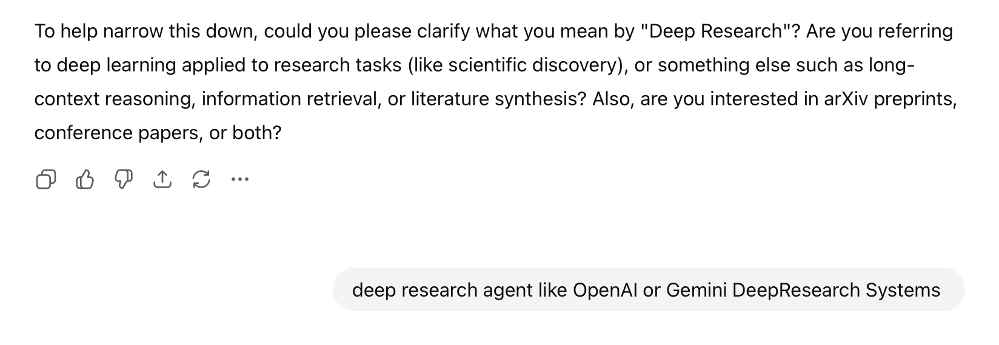 To help narrow this down, could you please clarify what you mean by "Deep Research"? Are you referring
to deep learning applied to research tasks (like scientific discovery), or something else such as long-
context reasoning, information retrieval, or literature synthesis? Also, are you interested in arXiv preprints,
conference papers, or both?
deep research agent like OpenAI or Gemini DeepResearch Systems